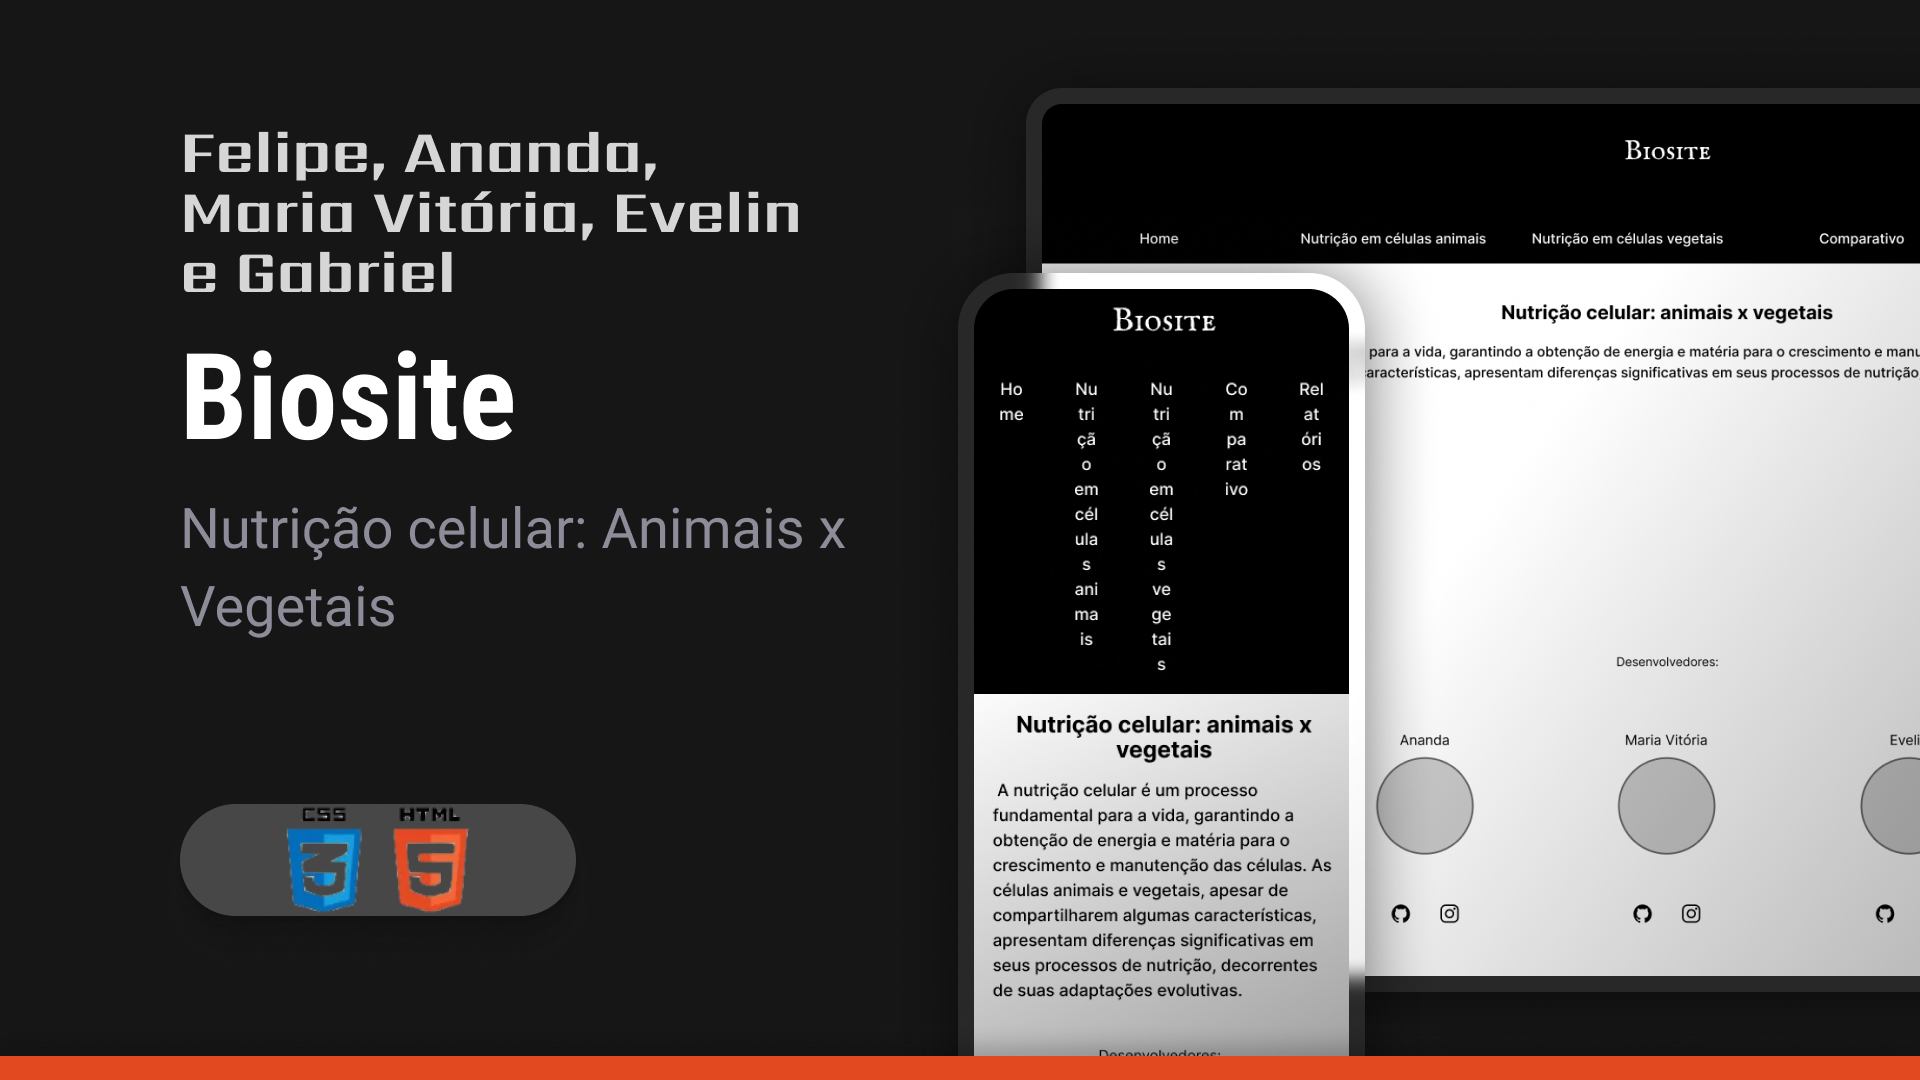 Felipe, Ananda,
Maria Vitória, Evelin
e Gabriel
Biosite
Nutrição celular: Animais x
Vegetais
CSS
3
HTML
5
Biosite
Home
Nutrição em células animais
Nutrição em células vegetais
Comparativo
Nutrição celular: animais x vegetais
para a vida, garantindo a obtenção de energia e matéria para o crescimento e manu
características, apresentam diferenças significativas em seus processos de nutrição,
Desenvolvedores:
Ananda
Maria Vitória
Eveli
Biosite
Ho
me
Nu
tri
çã
o
em
cél
ula
s
ani
ma
is
Nu
tri
çã
o
em
cél
ula
s
ve
ge
tai
s
Co
m
pa
rat
ivo
Rel
at
óri
os
Nutrição celular: animais x
vegetais
A nutrição celular é um processo
fundamental para a vida, garantindo a
obtenção de energia e matéria para o
crescimento e manutenção das células. As
células animais e vegetais, apesar de
compartilharem algumas características,
apresentam diferenças significativas em
seus processos de nutrição, decorrentes
de suas adaptações evolutivas.
Desenvolvedores: